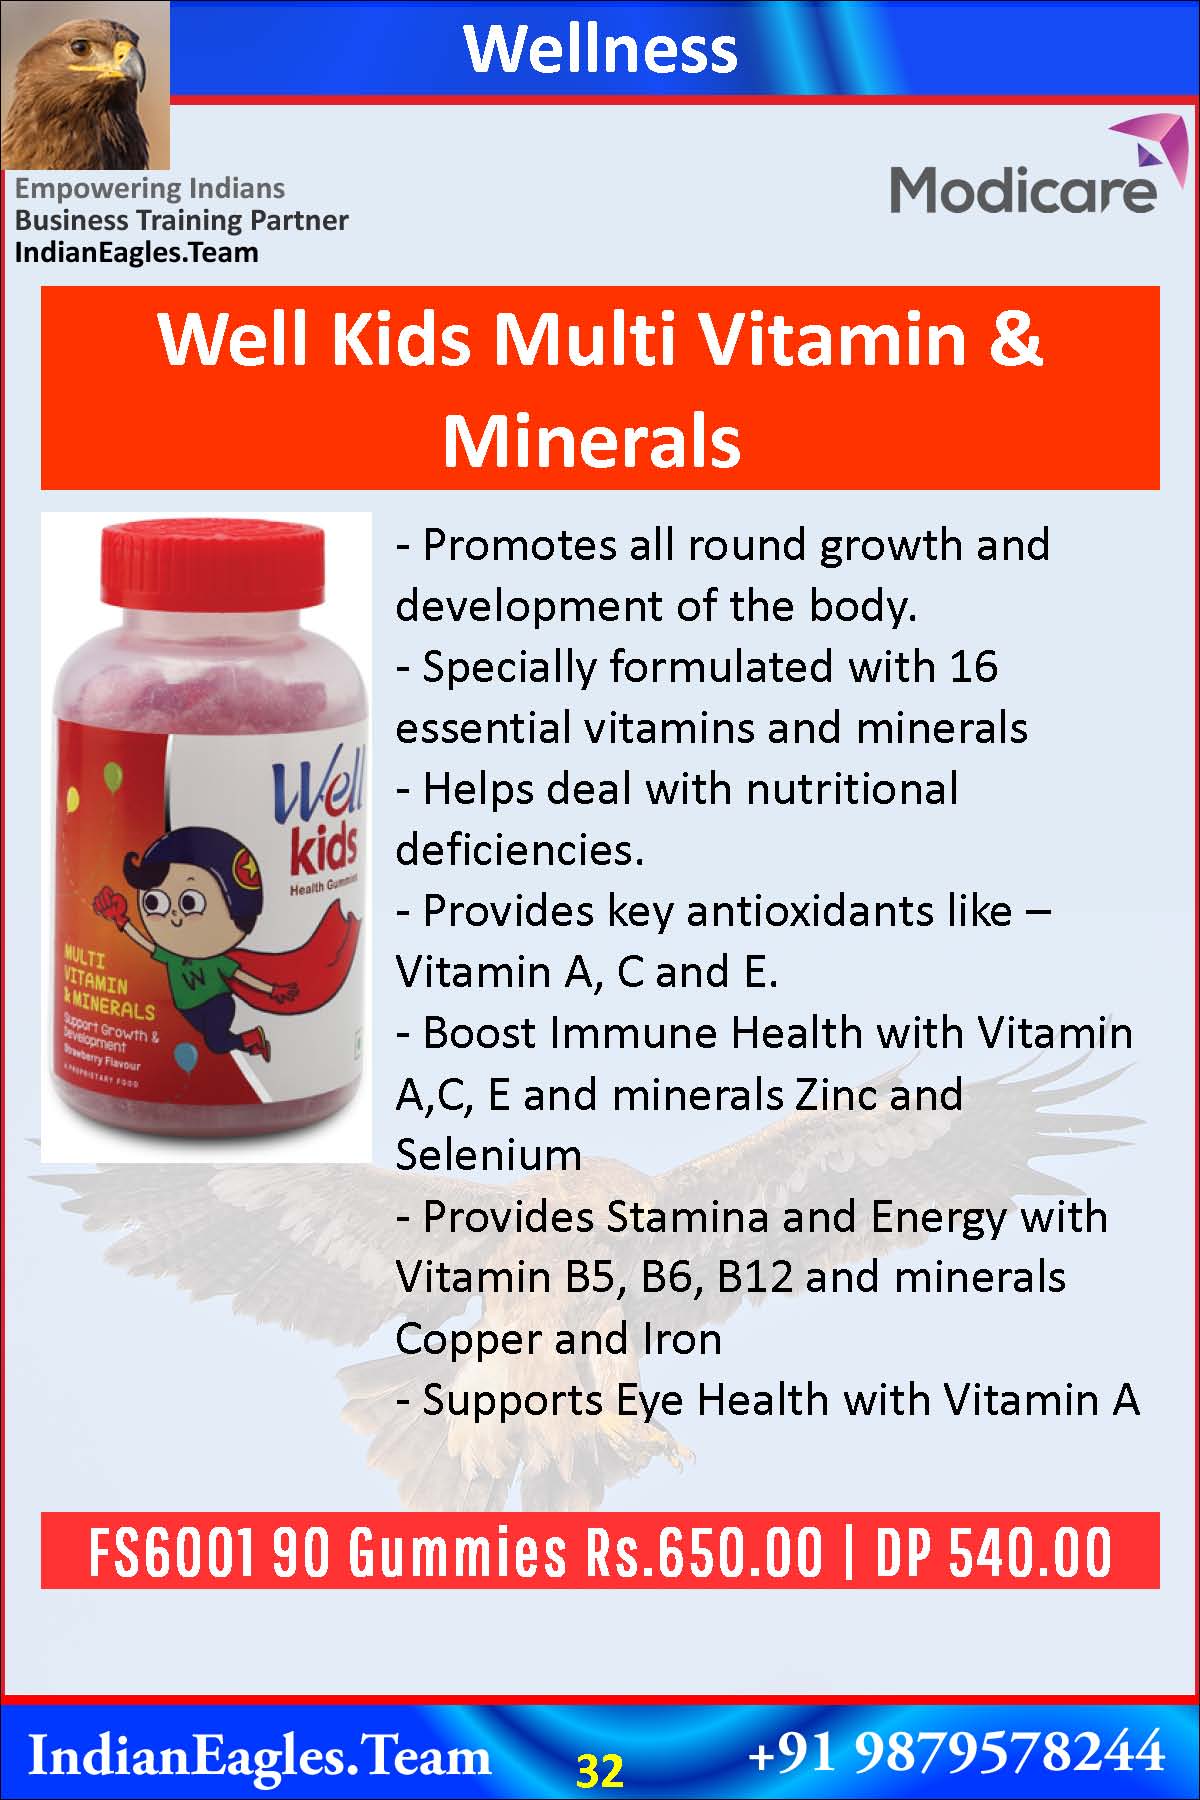 Wellness
Empowering Indians
Business Training Partner
IndianEagles.Team
Modicare
Well Kids Multi Vitamin &
Minerals
- Promotes all round growth and
development of the body.
- Specially formulated with 16
essential vitamins and minerals
- Helps deal with nutritional
deficiencies.
- Provides key antioxidants like –
Vitamin A, C and E.
- Boost Immune Health with Vitamin
A,C, E and minerals Zinc and
Selenium
- Provides Stamina and Energy with
Vitamin B5, B6, B12 and minerals
Copper and Iron
- Supports Eye Health with Vitamin A
Well
kids
Health Gummies
W
MULTI
VITAMIN
& MINERALS
Support Growth &
Development
Strawberry Flavour
A PROPRIETARY FOOD
FS6001 90 Gummies Rs.650.00 | DP 540.00
IndianEagles.Team
32
+91 9879578244